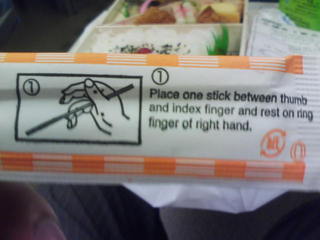 ①
①
Place one stick between thumb
and index finger and rest on ring
finger of right hand.